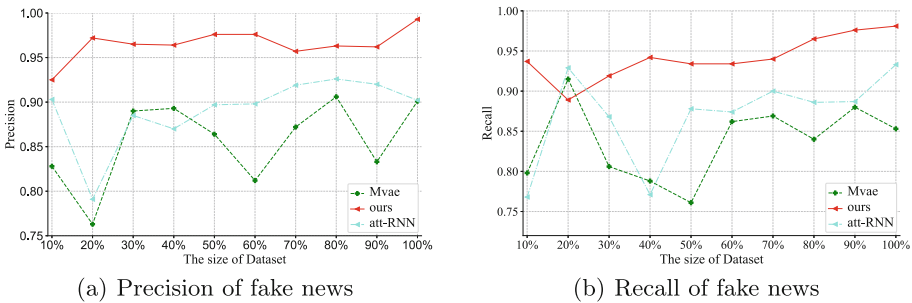 1.00
0.95
0.90
0.85
0.80
0.75
Precision
10% 20% 30% 40% 50% 60% 70% 80% 90% 100%
The size of Dataset
Mvae
ours
att-RNN
(a) Precision of fake news
1.00
0.95
0.90
0.85
0.80
0.75
Recall
10% 20% 30% 40% 50% 60% 70% 80% 90% 100%
The size of Dataset
Mvae
ours
att-RNN
(b) Recall of fake news